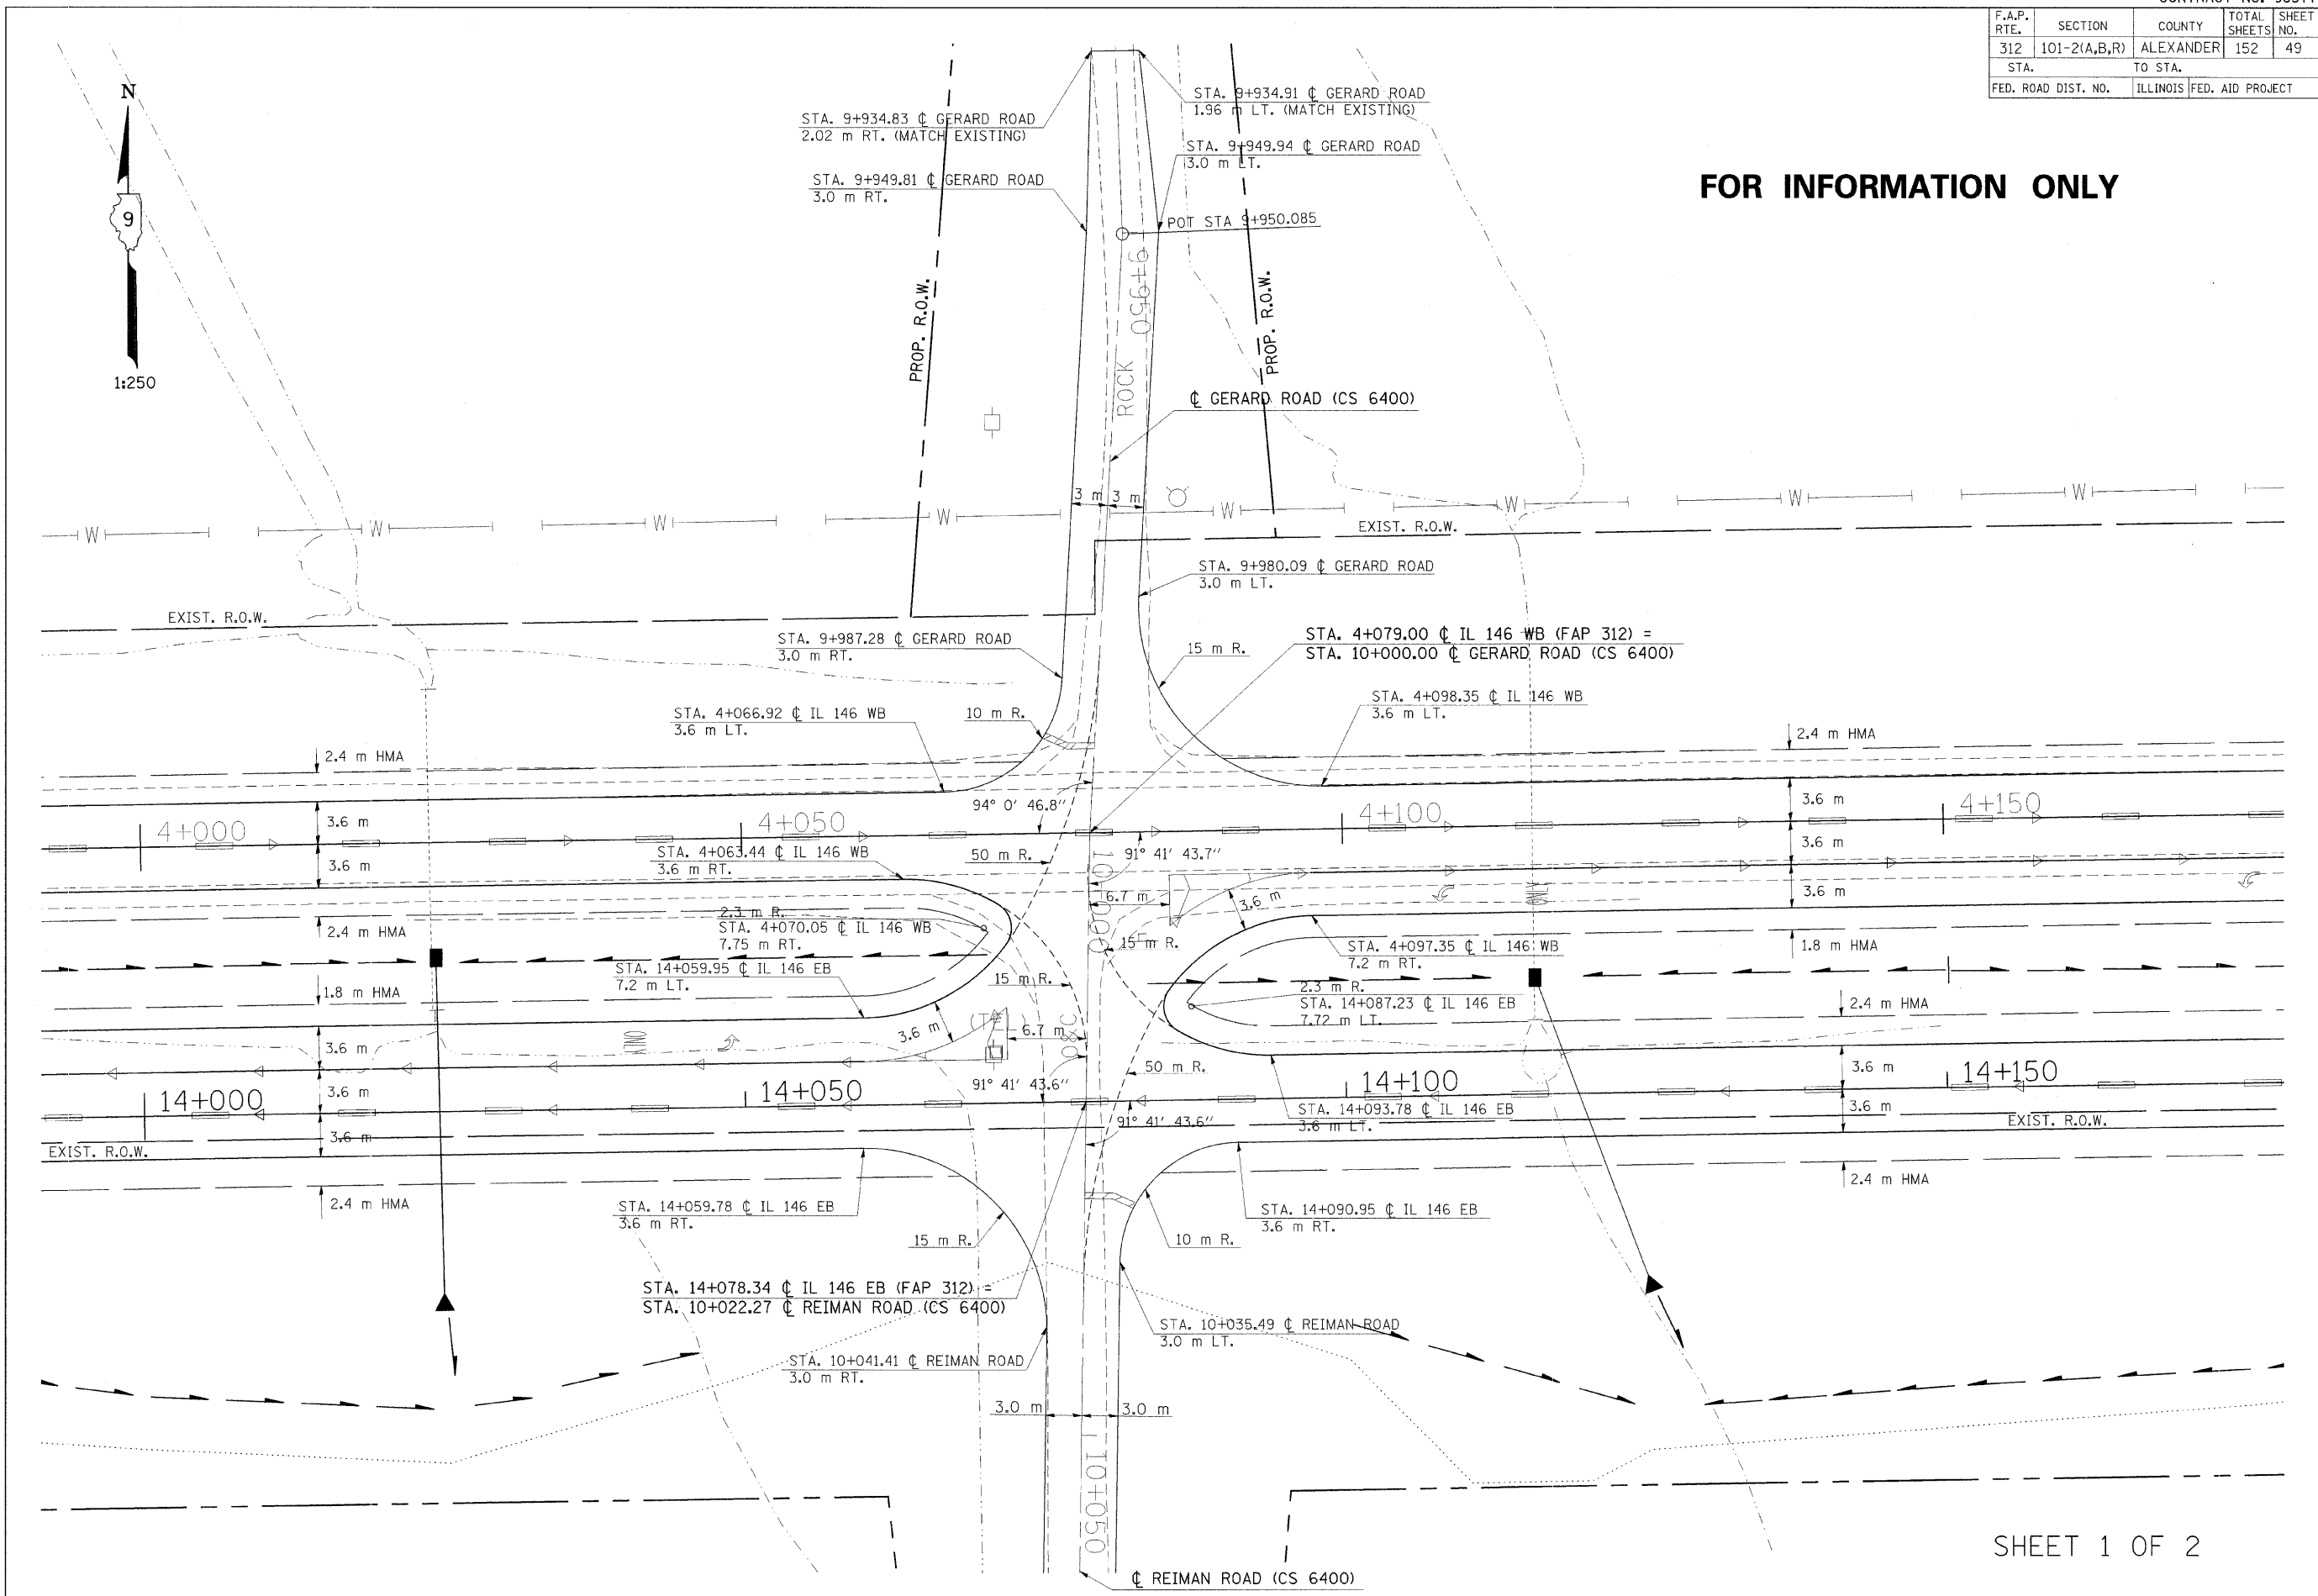 F.A.P. RTE. SECTION COUNTY TOTAL SHEETS SHEET NO.
312 101-2(A,B,R) ALEXANDER 152 49
STA. TO STA.
FED. ROAD DIST. NO. ILLINOIS FED. AID PROJECT
FOR INFORMATION ONLY
N
9
1:250
STA. 9+934.83 ℄ GERARD ROAD
2.02 m RT. (MATCH EXISTING)
STA. 9+934.91 ℄ GERARD ROAD
1.96 m LT. (MATCH EXISTING)
STA. 9+949.94 ℄ GERARD ROAD
3.0 m LT.
STA. 9+949.81 ℄ GERARD ROAD
3.0 m RT.
POT STA 9+950.085
9+950
ROCK
PROP. R.O.W.
PROP. R.O.W.
℄ GERARD ROAD (CS 6400)
3 m 3 m
W W W W W W W W
EXIST. R.O.W.
STA. 9+980.09 ℄ GERARD ROAD
3.0 m LT.
EXIST. R.O.W.
STA. 9+987.28 ℄ GERARD ROAD
3.0 m RT.
15 m R.
STA. 4+079.00 ℄ IL 146 WB (FAP 312) =
STA. 10+000.00 ℄ GERARD ROAD (CS 6400)
STA. 4+066.92 ℄ IL 146 WB
3.6 m LT.
10 m R.
STA. 4+098.35 ℄ IL 146 WB
3.6 m LT.
2.4 m HMA
2.4 m HMA
94° 0' 46.8"
3.6 m
3.6 m
4+000 4+050 4+100 4+150
STA. 4+063.44 ℄ IL 146 WB
3.6 m RT.
50 m R.
91° 41' 43.7"
3.6 m
3.6 m
3.6 m
6.7 m
3.6 m
2.3 m R.
STA. 4+070.05 ℄ IL 146 WB
7.75 m RT.
2.4 m HMA
15 m R.
STA. 4+097.35 ℄ IL 146 WB
7.2 m RT.
1.8 m HMA
STA. 14+059.95 ℄ IL 146 EB
7.2 m LT.
15 m R.
1.8 m HMA
2.3 m R.
STA. 14+087.23 ℄ IL 146 EB
7.72 m LT.
2.4 m HMA
3.6 m
6.7 m
3.6 m
50 m R.
3.6 m
3.6 m
91° 41' 43.6"
14+000 14+050 14+100 14+150
STA. 14+093.78 ℄ IL 146 EB
3.6 m LT.
91° 41' 43.6"
3.6 m
EXIST. R.O.W.
3.6 m
EXIST. R.O.W.
2.4 m HMA
2.4 m HMA
STA. 14+059.78 ℄ IL 146 EB
3.6 m RT.
STA. 14+090.95 ℄ IL 146 EB
3.6 m RT.
15 m R.
10 m R.
STA. 14+078.34 ℄ IL 146 EB (FAP 312) =
STA. 10+022.27 ℄ REIMAN ROAD (CS 6400)
STA. 10+035.49 ℄ REIMAN ROAD
3.0 m LT.
STA. 10+041.41 ℄ REIMAN ROAD
3.0 m RT.
3.0 m 3.0 m
10+050
℄ REIMAN ROAD (CS 6400)
SHEET 1 OF 2